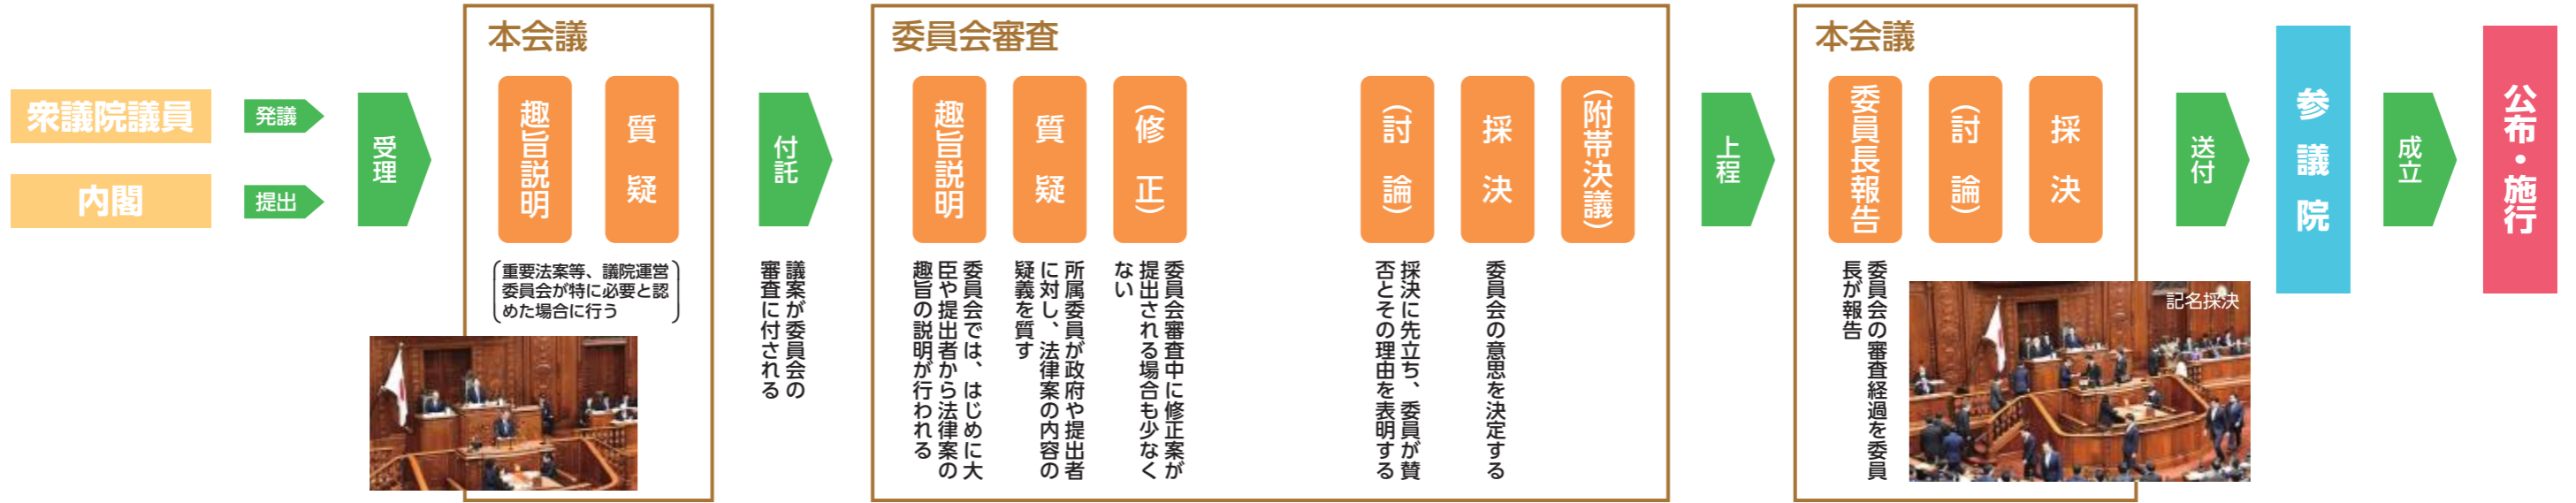 衆議院議員
発議
内閣
提出
受理
本会議
趣旨説明
質疑
重要法案等、議院運営
委員会が特に必要と認
めた場合に行う
付託
議案が委員会の
審査に付される
委員会審査
趣旨説明
委員会では、はじめに大
臣や提出者から法律案の
趣旨の説明が行われる
質疑
所属委員が政府や提出者
に対し、法律案の内容の
疑義を質す
(修正)
委員会審査中に修正案が
提出される場合も少なく
ない
(討論)
採決に先立ち、委員が賛
否とその理由を表明する
採決
委員会の意思を決定する
(附帯決議)
上程
本会議
委員長報告
委員会の審査経過を委員
長が報告
(討論)
採決
記名採決
送付
参議院
成立
公布・施行